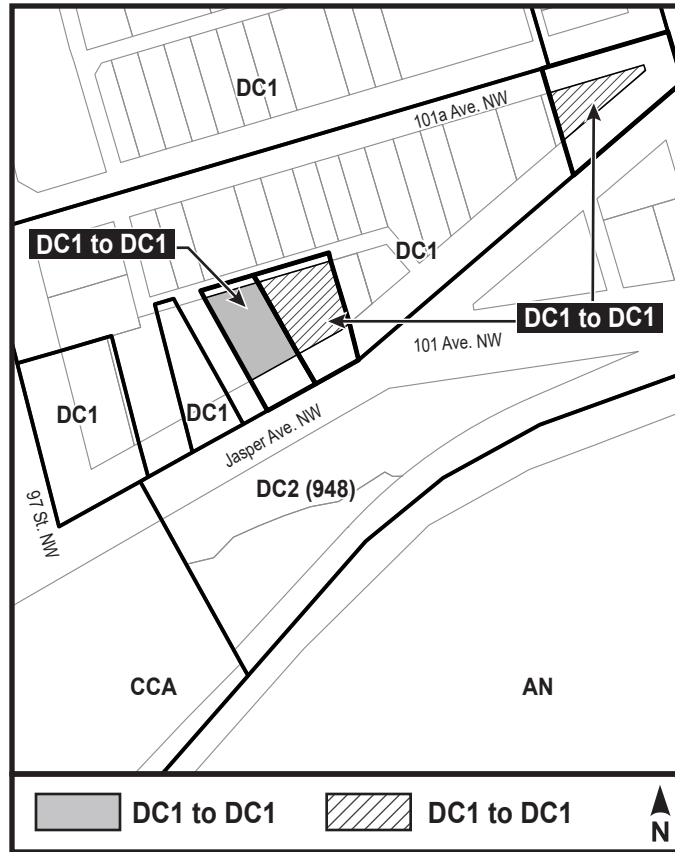 DC1
101a Ave. NW
DC1 to DC1
DC1
DC1 to DC1
101 Ave. NW
DC1
DC1
Jasper Ave. NW
DC2 (948)
97 St. NW
CCA
AN
DC1 to DC1
DC1 to DC1
N